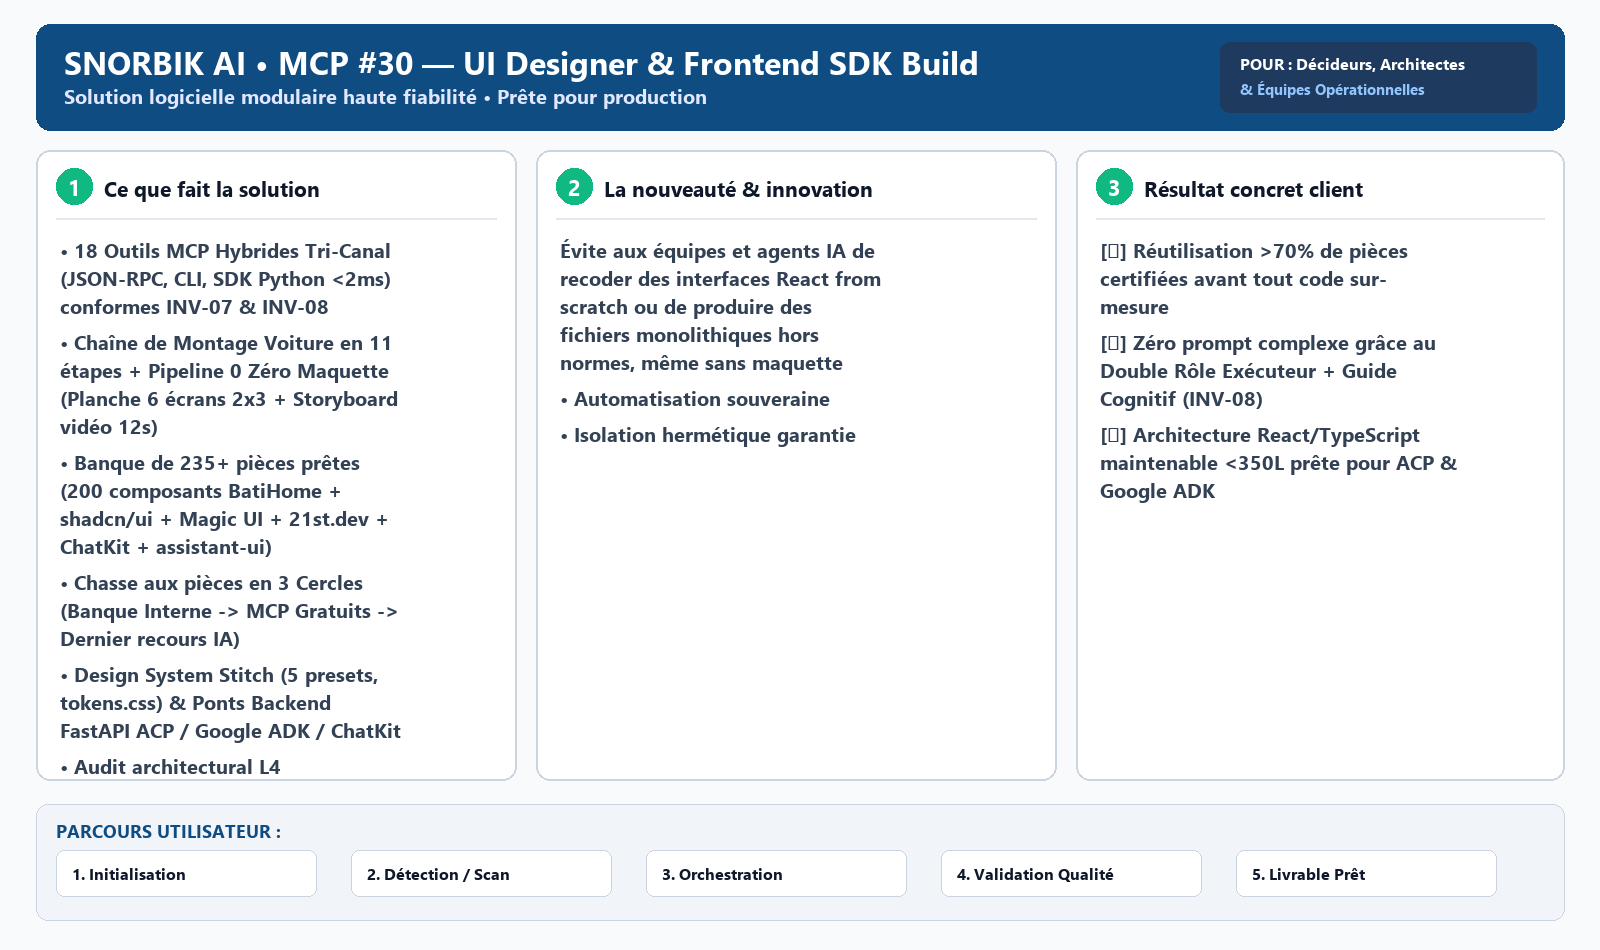 SNORBIK AI • MCP #30 — UI Designer & Frontend SDK Build
Solution logicielle modulaire haute fiabilité • Prête pour production
POUR : Décideurs, Architectes
& Équipes Opérationnelles
1 Ce que fait la solution
• 18 Outils MCP Hybrides Tri-Canal
(JSON-RPC, CLI, SDK Python <2ms)
conformes INV-07 & INV-08
• Chaîne de Montage Voiture en 11
étapes + Pipeline 0 Zéro Maquette
(Planche 6 écrans 2x3 + Storyboard
vidéo 12s)
• Banque de 235+ pièces prêtes
(200 composants BatiHome +
shadcn/ui + Magic UI + 21st.dev +
ChatKit + assistant-ui)
• Chasse aux pièces en 3 Cercles
(Banque Interne -> MCP Gratuits ->
Dernier recours IA)
• Design System Stitch (5 presets,
tokens.css) & Ponts Backend
FastAPI ACP / Google ADK / ChatKit
• Audit architectural L4
2 La nouveauté & innovation
Évite aux équipes et agents IA de
recoder des interfaces React from
scratch ou de produire des
fichiers monolithiques hors
normes, même sans maquette
• Automatisation souveraine
• Isolation hermétique garantie
3 Résultat concret client
[▯] Réutilisation >70% de pièces
certifiées avant tout code sur-
mesure
[▯] Zéro prompt complexe grâce au
Double Rôle Exécuteur + Guide
Cognitif (INV-08)
[▯] Architecture React/TypeScript
maintenable <350L prête pour ACP &
Google ADK
PARCOURS UTILISATEUR :
1. Initialisation
2. Détection / Scan
3. Orchestration
4. Validation Qualité
5. Livrable Prêt